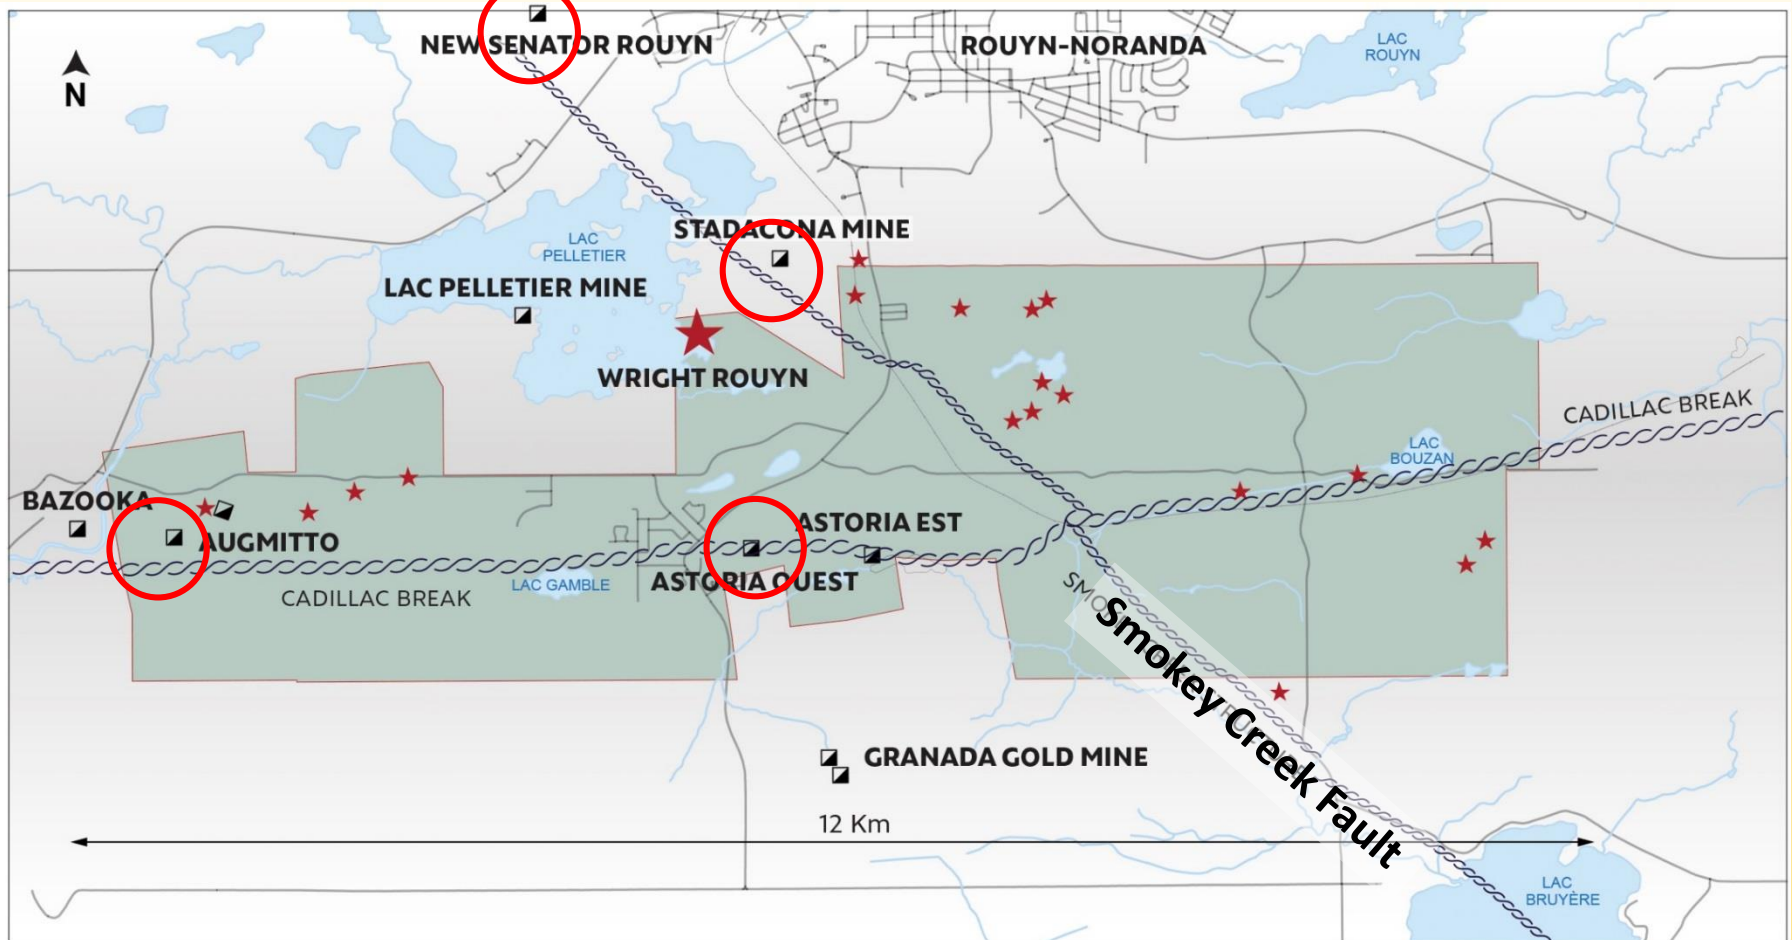 NEW SENATOR ROUYN
ROUYN-NORANDA
LAC
ROUYN
N
STADACONA MINE
LAC
PELLETIER
LAC PELLETIER MINE
WRIGHT ROUYN
CADILLAC BREAK
LAC
BOUZAN
BAZOOKA
AUGMITTO
ASTORIA EST
LAC GAMBLE
ASTORIA OUEST
CADILLAC BREAK
Smokey Creek Fault
GRANADA GOLD MINE
12 Km
LAC
BRUYÈRE